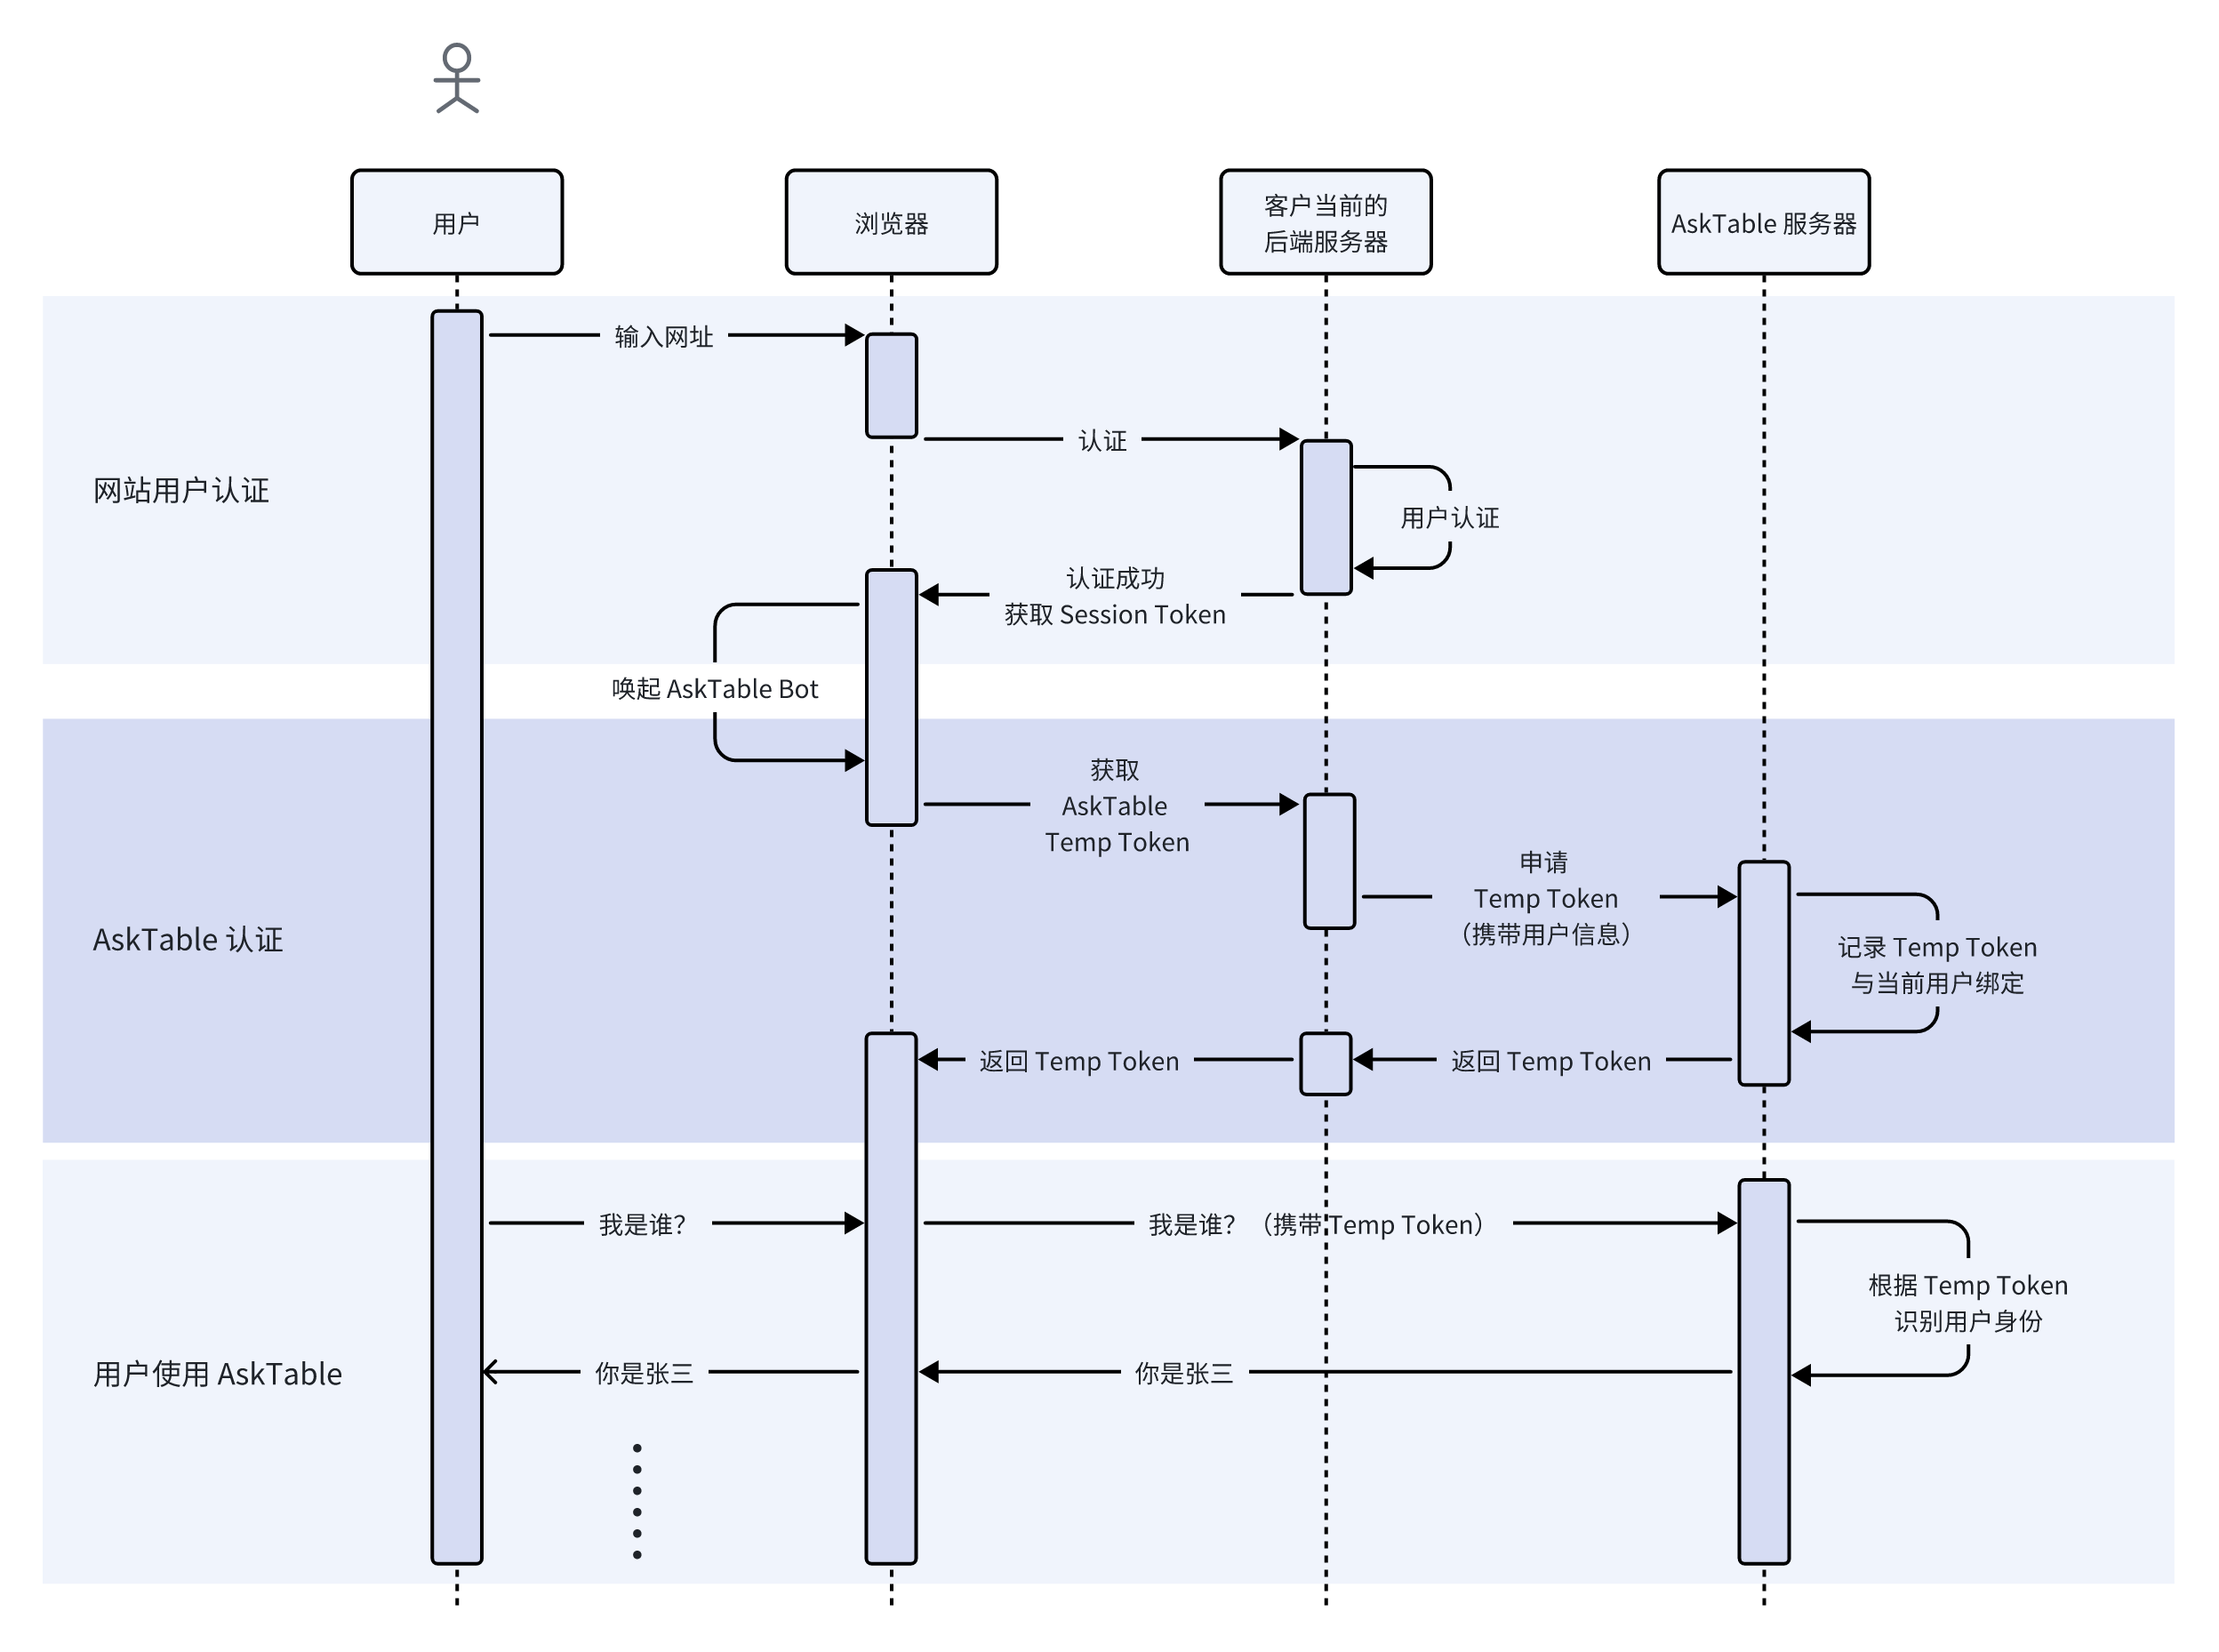 用户
浏览器
客户当前的
后端服务器
AskTable 服务器
输入网址
认证
网站用户认证
用户认证
认证成功
获取 Session Token
唤起 AskTable Bot
获取
AskTable
Temp Token
申请
Temp Token
（携带用户信息）
AskTable 认证
记录 Temp Token
与当前用户绑定
返回 Temp Token
返回 Temp Token
我是谁？
我是谁？（携带 Temp Token）
根据 Temp Token
识别用户身份
用户使用 AskTable
你是张三
你是张三